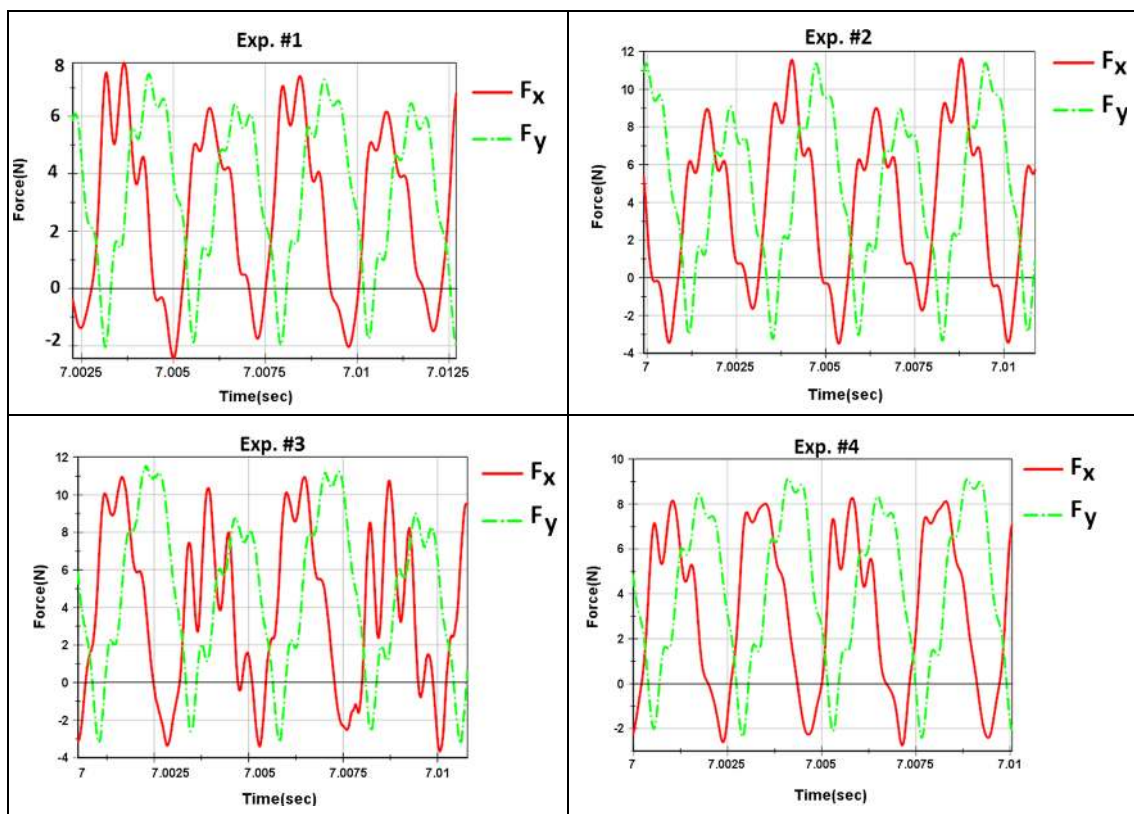 Exp. #1
8
6
4
2
0
-2
Force(N)
7.0025 7.005 7.0075 7.01 7.0125
Time(sec)
Fx
Fy
Exp. #2
12
10
8
6
4
2
0
-2
-4
Force(N)
7 7.0025 7.005 7.0075 7.01
Time(sec)
Fx
Fy
Exp. #3
12
10
8
6
4
2
0
-2
-4
Force(N)
7 7.0025 7.005 7.0075 7.01
Time(sec)
Fx
Fy
Exp. #4
10
8
6
4
2
0
-2
Force(N)
7 7.0025 7.005 7.0075 7.01
Time(sec)
Fx
Fy